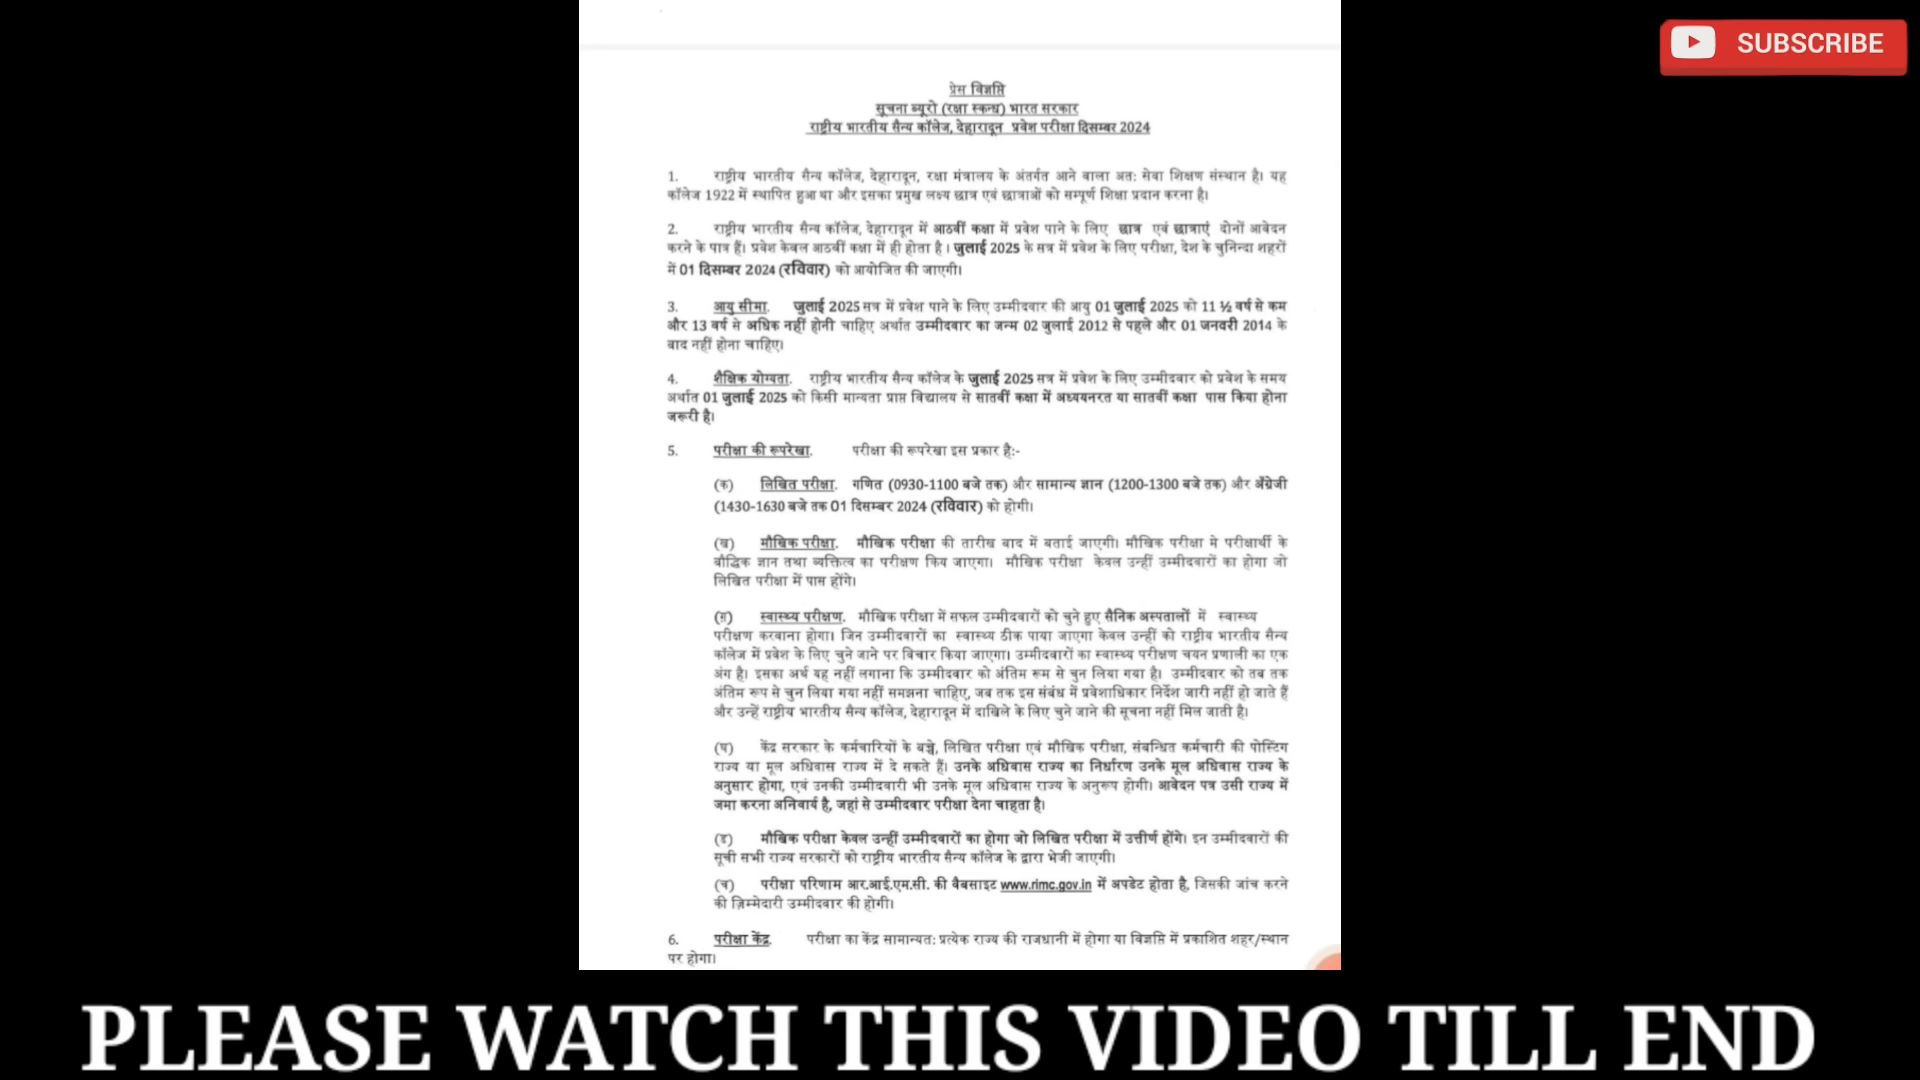 SUBSCRIBE
प्रेस विज्ञप्ति
सूचना ब्यूरो (रक्षा स्कन्ध) भारत सरकार
राष्ट्रीय भारतीय सैन्य कॉलेज, देहारादून प्रवेश परीक्षा दिसम्बर 2024
1. राष्ट्रीय भारतीय सैन्य कॉलेज, देहारादून, रक्षा मंत्रालय के अंतर्गत आने वाला अतः सेवा शिक्षण संस्थान है। यह
कॉलेज 1922 में स्थापित हुआ था और इसका प्रमुख लक्ष्य छात्र एवं छात्राओं को सम्पूर्ण शिक्षा प्रदान करना है।
2. राष्ट्रीय भारतीय सैन्य कॉलेज, देहारादून में आठवीं कक्षा में प्रवेश पाने के लिए छात्र एवं छात्राएं दोनों आवेदन
करने के पात्र हैं। प्रवेश केवल आठवीं कक्षा में ही होता है । जुलाई 2025 के सत्र में प्रवेश के लिए परीक्षा, देश के चुनिन्दा शहरों
में 01 दिसम्बर 2024 (रविवार) को आयोजित की जाएगी।
3. आयु सीमा. जुलाई 2025 सत्र में प्रवेश पाने के लिए उम्मीदवार की आयु 01 जुलाई 2025 को 11 ½ वर्ष से कम
और 13 वर्ष से अधिक नहीं होनी चाहिए अर्थात उम्मीदवार का जन्म 02 जुलाई 2012 से पहले और 01 जनवरी 2014 के
बाद नहीं होना चाहिए।
4. शैक्षिक योग्यता. राष्ट्रीय भारतीय सैन्य कॉलेज के जुलाई 2025 सत्र में प्रवेश के लिए उम्मीदवार को प्रवेश के समय
अर्थात 01 जुलाई 2025 को किसी मान्यता प्राप्त विद्यालय से सातवीं कक्षा में अध्ययनरत या सातवीं कक्षा पास किया होना
जरूरी है।
5. परीक्षा की रूपरेखा. परीक्षा की रूपरेखा इस प्रकार है:-
(क) लिखित परीक्षा. गणित (0930-1100 बजे तक) और सामान्य ज्ञान (1200-1300 बजे तक) और अँग्रेजी
(1430-1630 बजे तक 01 दिसम्बर 2024 (रविवार) को होगी।
(ख) मौखिक परीक्षा. मौखिक परीक्षा की तारीख बाद में बताई जाएगी। मौखिक परीक्षा मे परीक्षार्थी के
बौद्धिक ज्ञान तथा व्यक्तित्व का परीक्षण किय जाएगा। मौखिक परीक्षा केवल उन्हीं उम्मीदवारों का होगा जो
लिखित परीक्षा में पास होंगे।
(ग़) स्वास्थ्य परीक्षण. मौखिक परीक्षा में सफल उम्मीदवारों को चुने हुए सैनिक अस्पतालों में स्वास्थ्य
परीक्षण करवाना होगा। जिन उम्मीदवारों का स्वास्थ्य ठीक पाया जाएगा केवल उन्हीं को राष्ट्रीय भारतीय सैन्य
कॉलेज में प्रवेश के लिए चुने जाने पर विचार किया जाएगा। उम्मीदवारों का स्वास्थ्य परीक्षण चयन प्रणाली का एक
अंग है। इसका अर्थ यह नहीं लगाना कि उम्मीदवार को अंतिम रूम से चुन लिया गया है। उम्मीदवार को तब तक
अंतिम रूप से चुन लिया गया नहीं समझना चाहिए, जब तक इस संबंध में प्रवेशाधिकार निर्देश जारी नहीं हो जाते हैं
और उन्हें राष्ट्रीय भारतीय सैन्य कॉलेज, देहारादून में दाखिले के लिए चुने जाने की सूचना नहीं मिल जाती है।
(घ) केंद्र सरकार के कर्मचारियों के बच्चे, लिखित परीक्षा एवं मौखिक परीक्षा, संबन्धित कर्मचारी की पोस्टिंग
राज्य या मूल अधिवास राज्य में दे सकते हैं। उनके अधिवास राज्य का निर्धारण उनके मूल अधिवास राज्य के
अनुसार होगा, एवं उनकी उम्मीदवारी भी उनके मूल अधिवास राज्य के अनुरूप होगी। आवेदन पत्र उसी राज्य में
जमा करना अनिवार्य है, जहां से उम्मीदवार परीक्षा देना चाहता है।
(ड) मौखिक परीक्षा केवल उन्हीं उम्मीदवारों का होगा जो लिखित परीक्षा में उत्तीर्ण होंगे। इन उम्मीदवारों की
सूची सभी राज्य सरकारों को राष्ट्रीय भारतीय सैन्य कॉलेज के द्वारा भेजी जाएगी।
(च) परीक्षा परिणाम आर.आई.एम.सी. की वैबसाइट www.rimc.gov.in में अपडेट होता है, जिसकी जांच करने
की ज़िम्मेदारी उम्मीदवार की होगी।
6. परीक्षा केंद्र. परीक्षा का केंद्र सामान्यतः प्रत्येक राज्य की राजधानी में होगा या विज्ञप्ति में प्रकाशित शहर/स्थान
पर होगा।
PLEASE WATCH THIS VIDEO TILL END